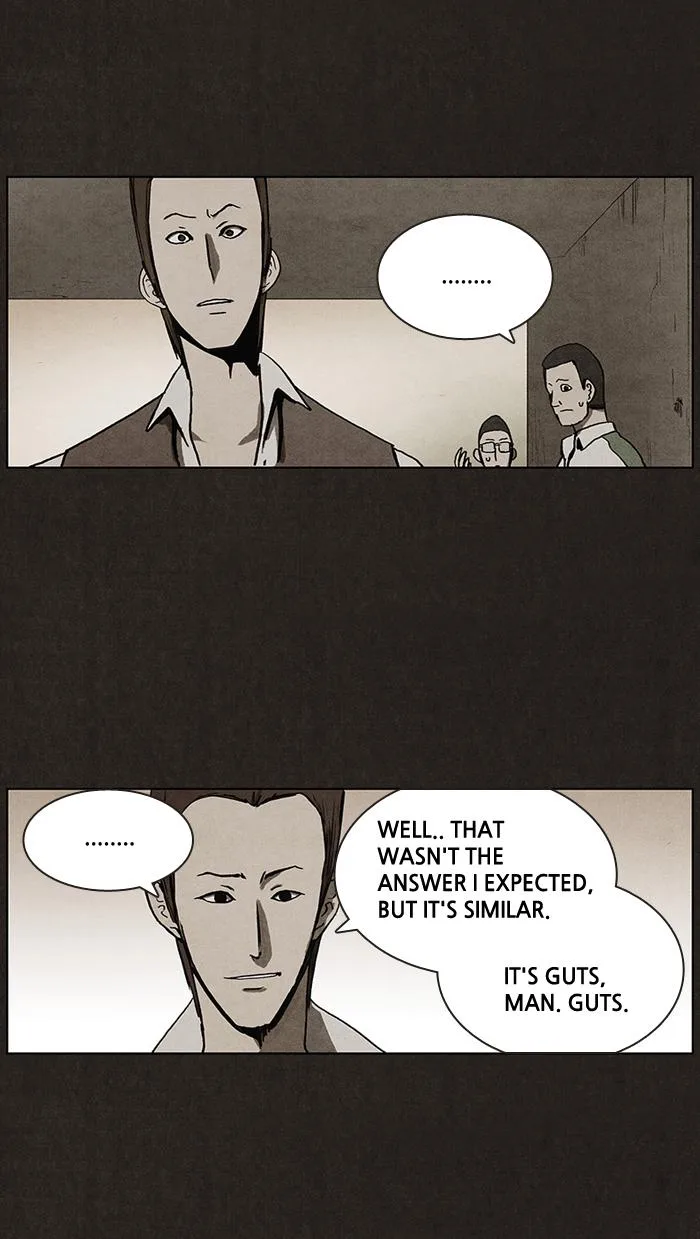 ........
........
WELL.. THAT
WASN'T THE
ANSWER I EXPECTED,
BUT IT'S SIMILAR.
IT'S GUTS,
MAN. GUTS.